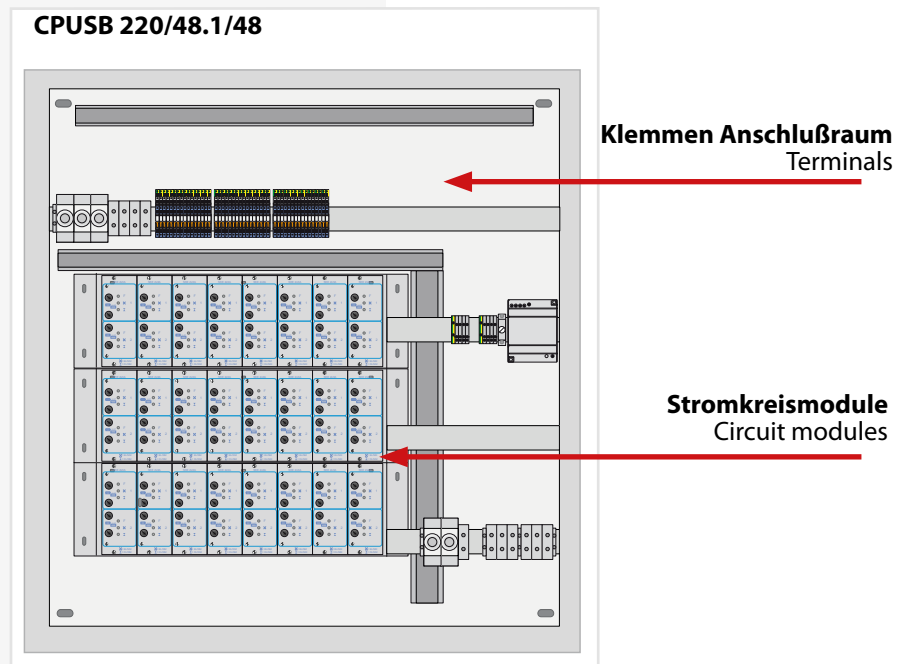 CPUSB 220/48.1/48
Klemmen Anschlußraum
Terminals
Stromkreismodule
Circuit modules